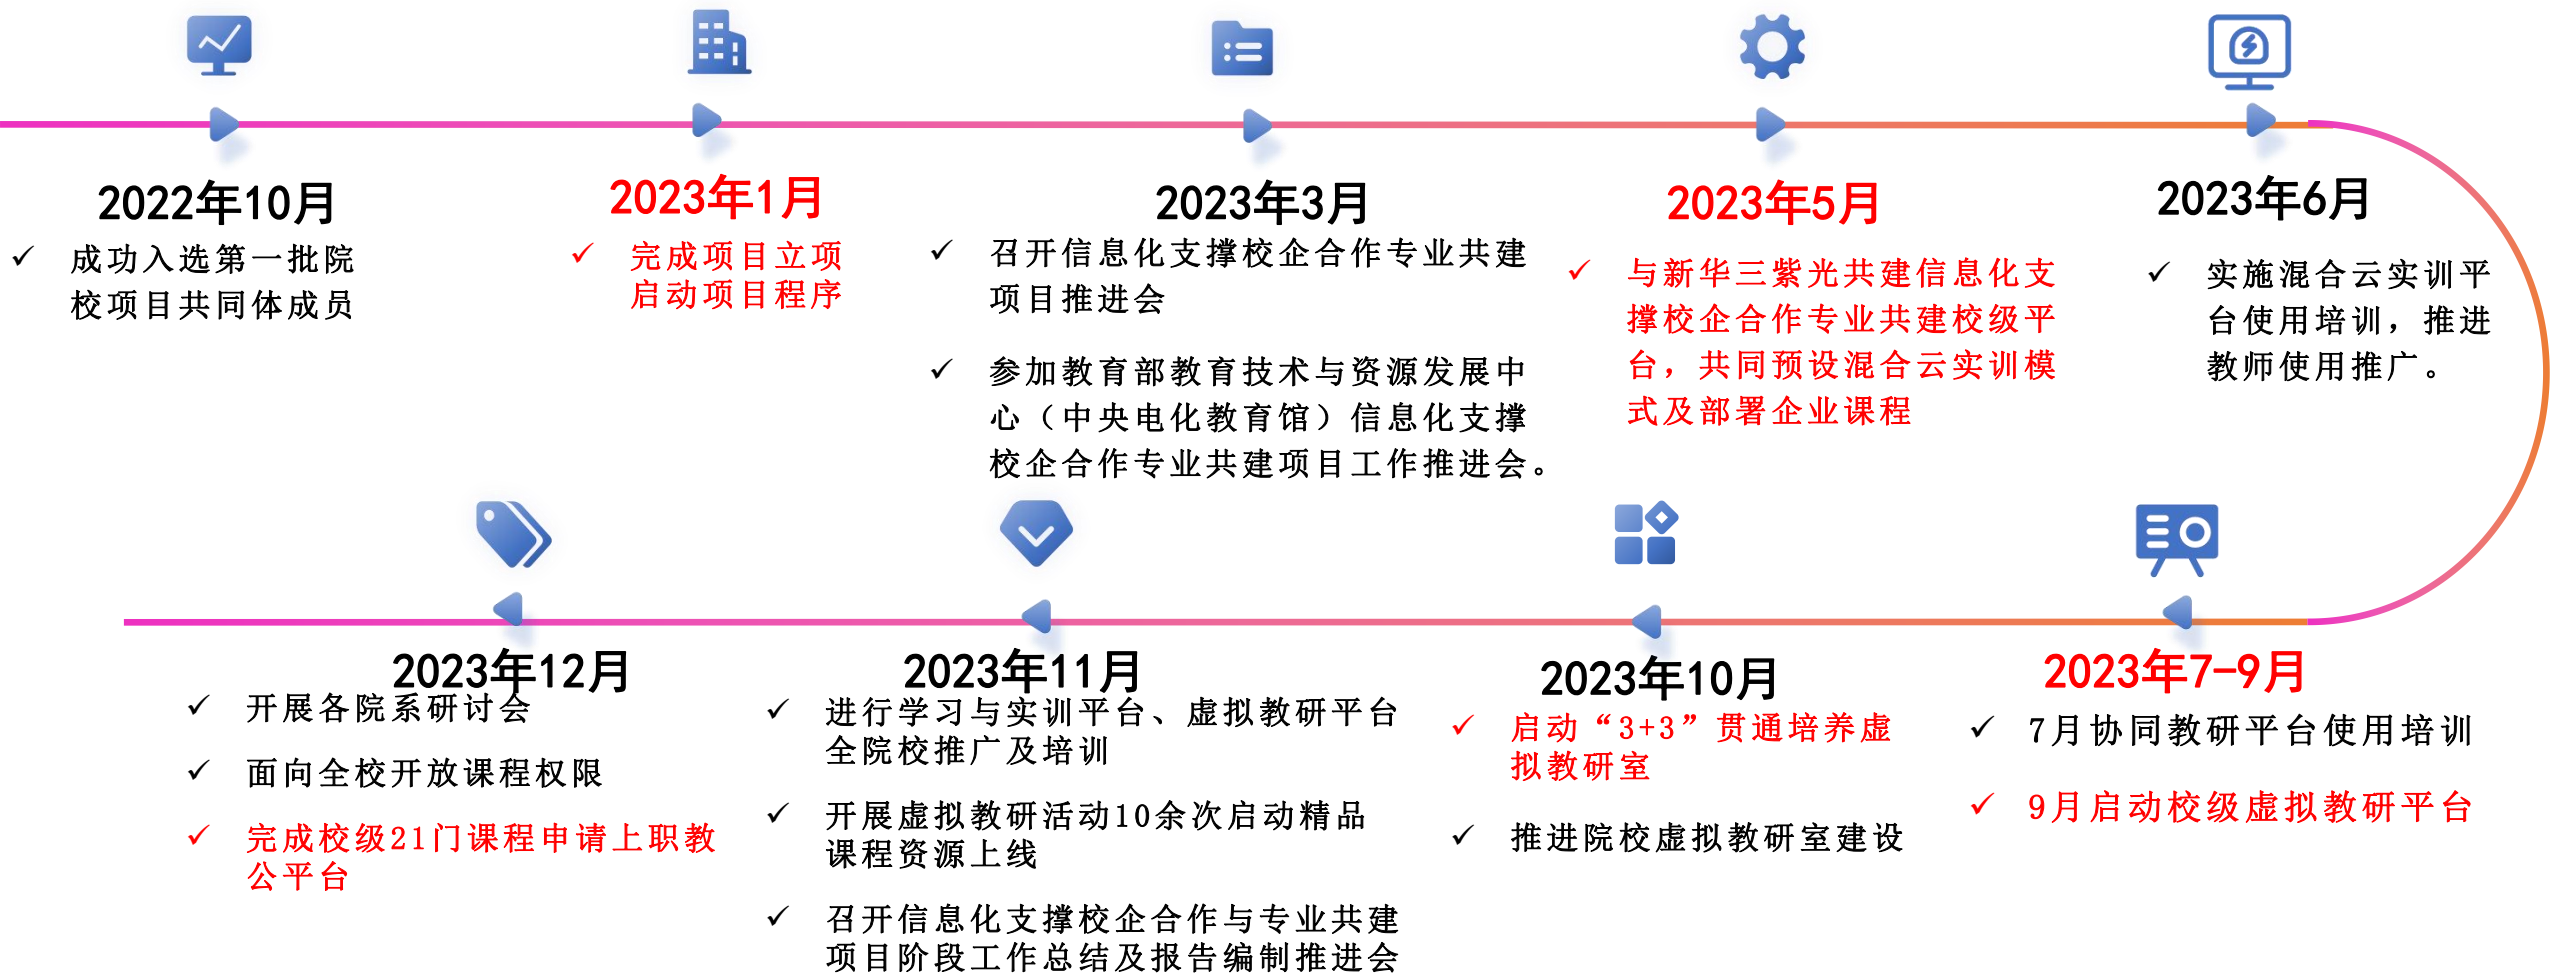 2022年10月
成功入选第一批院
校项目共同体成员
2023年1月
完成项目立项
启动项目程序
2023年3月
召开信息化支撑校企合作专业共建
项目推进会
参加教育部教育技术与资源发展中
心（中央电化教育馆）信息化支撑
校企合作专业共建项目工作推进会。
2023年5月
与新华三紫光共建信息化支
撑校企合作专业共建校级平
台，共同预设混合云实训模
式及部署企业课程
2023年6月
实施混合云实训平
台使用培训，推进
教师使用推广。
2023年7-9月
7月协同教研平台使用培训
9月启动校级虚拟教研平台
2023年10月
启动“3+3”贯通培养虚
拟教研室
推进院校虚拟教研室建设
2023年11月
进行学习与实训平台、虚拟教研平台
全院校推广及培训
开展虚拟教研活动10余次启动精品
课程资源上线
召开信息化支撑校企合作与专业共建
项目阶段工作总结及报告编制推进会
2023年12月
开展各院系研讨会
面向全校开放课程权限
完成校级21门课程申请上职教
公平台